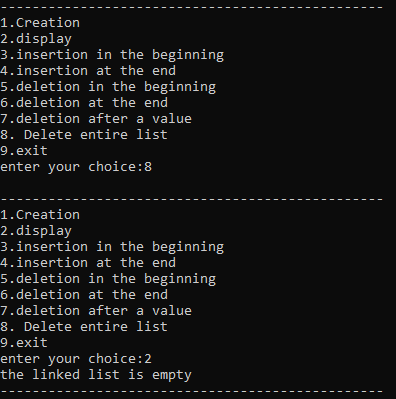 ------------------------------------------------
1.Creation
2.display
3.insertion in the beginning
4.insertion at the end
5.deletion in the beginning
6.deletion at the end
7.deletion after a value
8. Delete entire list
9.exit
enter your choice:8
------------------------------------------------
1.Creation
2.display
3.insertion in the beginning
4.insertion at the end
5.deletion in the beginning
6.deletion at the end
7.deletion after a value
8. Delete entire list
9.exit
enter your choice:2
the linked list is empty
------------------------------------------------